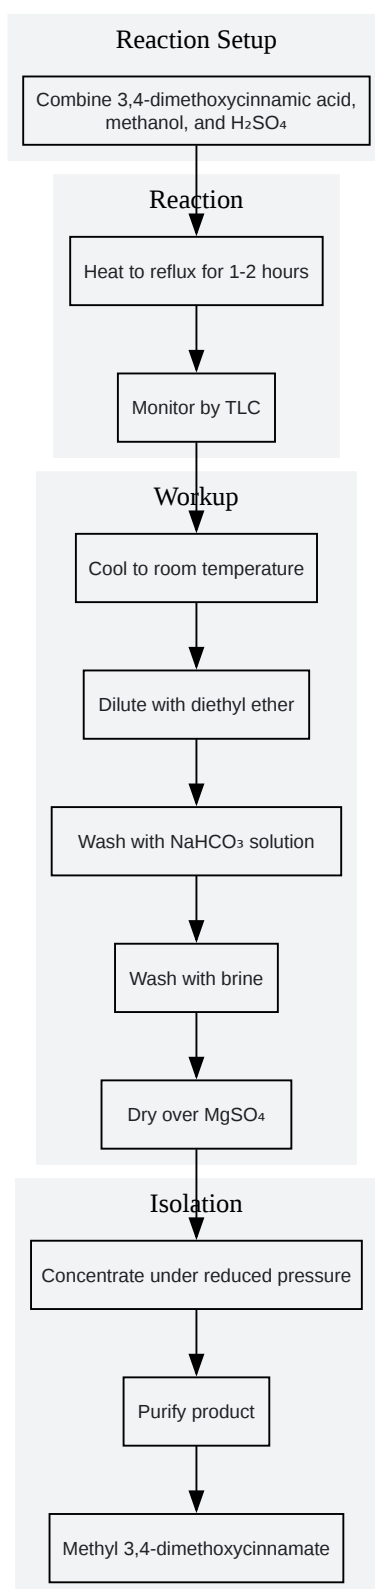 Reaction Setup
Combine 3,4-dimethoxycinnamic acid,
methanol, and H₂SO₄
Reaction
Heat to reflux for 1-2 hours
Monitor by TLC
Workup
Cool to room temperature
Dilute with diethyl ether
Wash with NaHCO₃ solution
Wash with brine
Dry over MgSO₄
Isolation
Concentrate under reduced pressure
Purify product
Methyl 3,4-dimethoxycinnamate